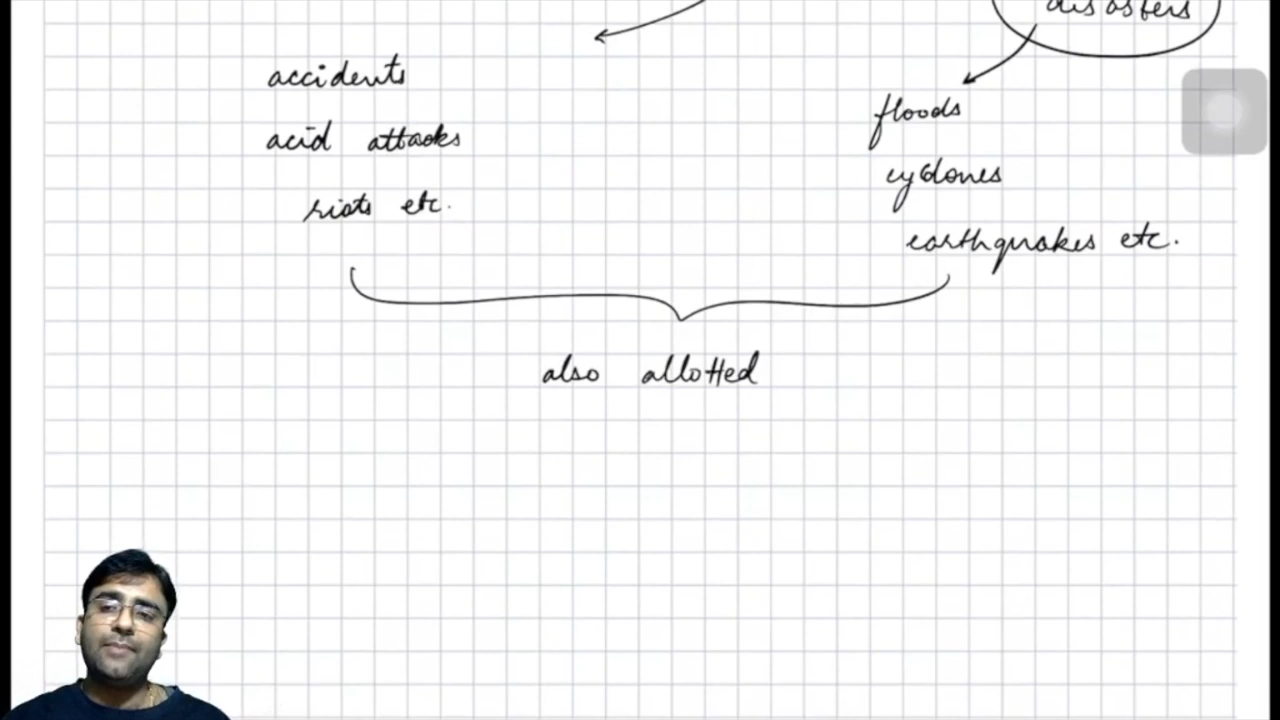 disasters
accidents
acid attacks
riots etc.
floods
cyclones
earthquakes etc.
also allotted